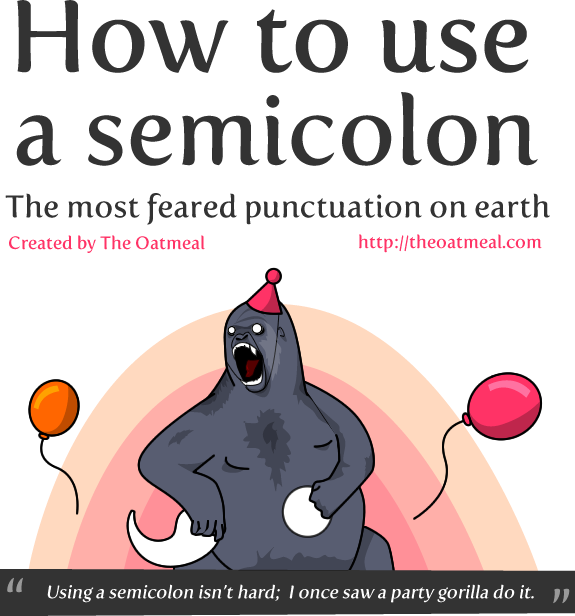 How to use
a semicolon
The most feared punctuation on earth
Created by The Oatmeal http://theoatmeal.com
“ Using a semicolon isn't hard; I once saw a party gorilla do it. ”